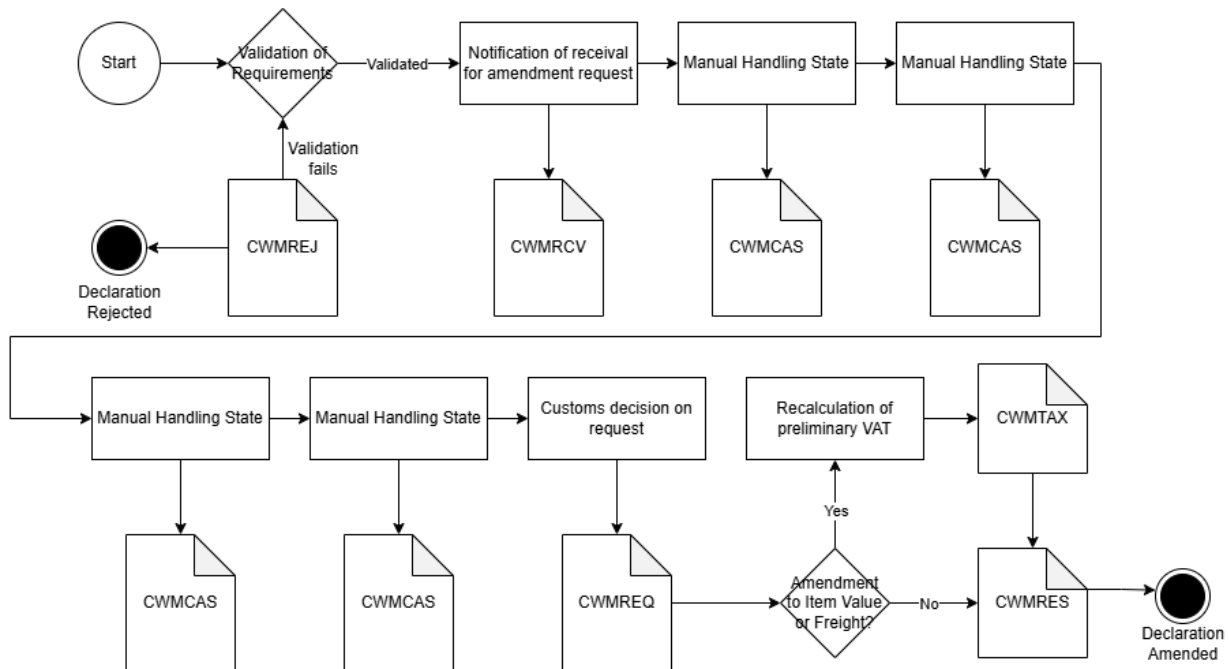 Start
Validation of
Requirements
Validated
Notification of receival
for amendment request
Manual Handling State
Manual Handling State
Validation
fails
CWMREJ
CWMRCV
CWMCAS
CWMCAS
Declaration
Rejected
Manual Handling State
Manual Handling State
Customs decision on
request
Recalculation of
preliminary VAT
CWMTAX
Yes
CWMCAS
CWMCAS
CWMREQ
Amendment
to Item Value
or Freight?
No
CWMRES
Declaration
Amended